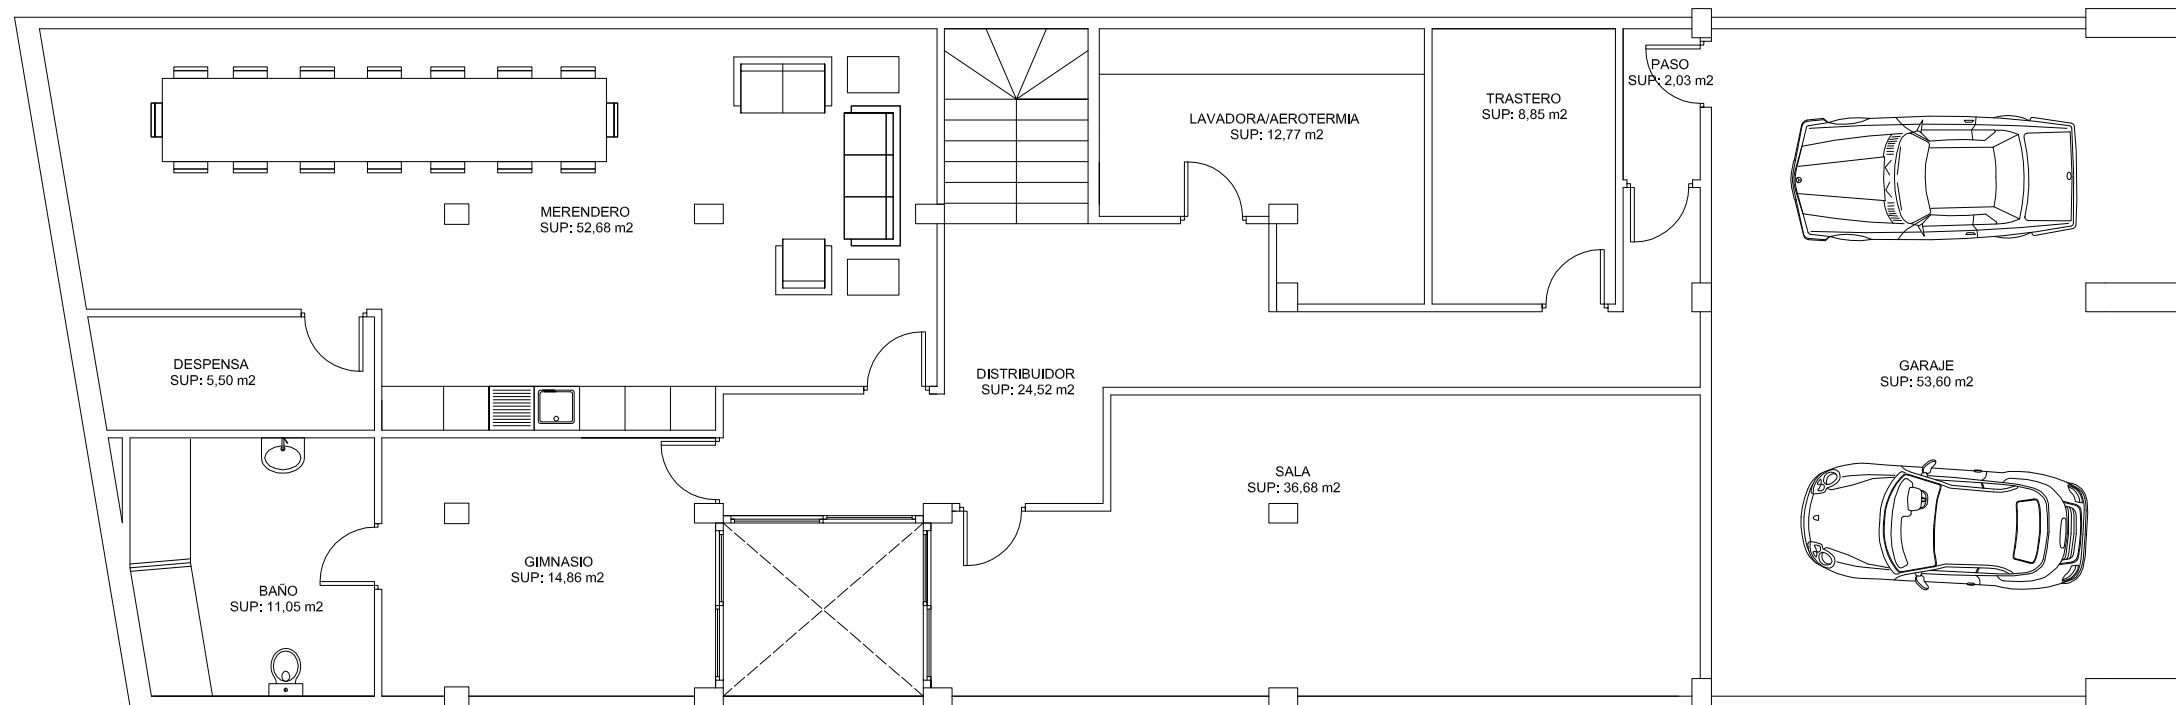 PASO
SUP: 2,03 m2
TRASTERO
SUP: 8,85 m2
LAVADORA/AEROTERMIA
SUP: 12,77 m2
MERENDERO
SUP: 52,68 m2
DESPENSA
SUP: 5,50 m2
DISTRIBUIDOR
SUP: 24,52 m2
GARAJE
SUP: 53,60 m2
SALA
SUP: 36,68 m2
GIMNASIO
SUP: 14,86 m2
BAÑO
SUP: 11,05 m2